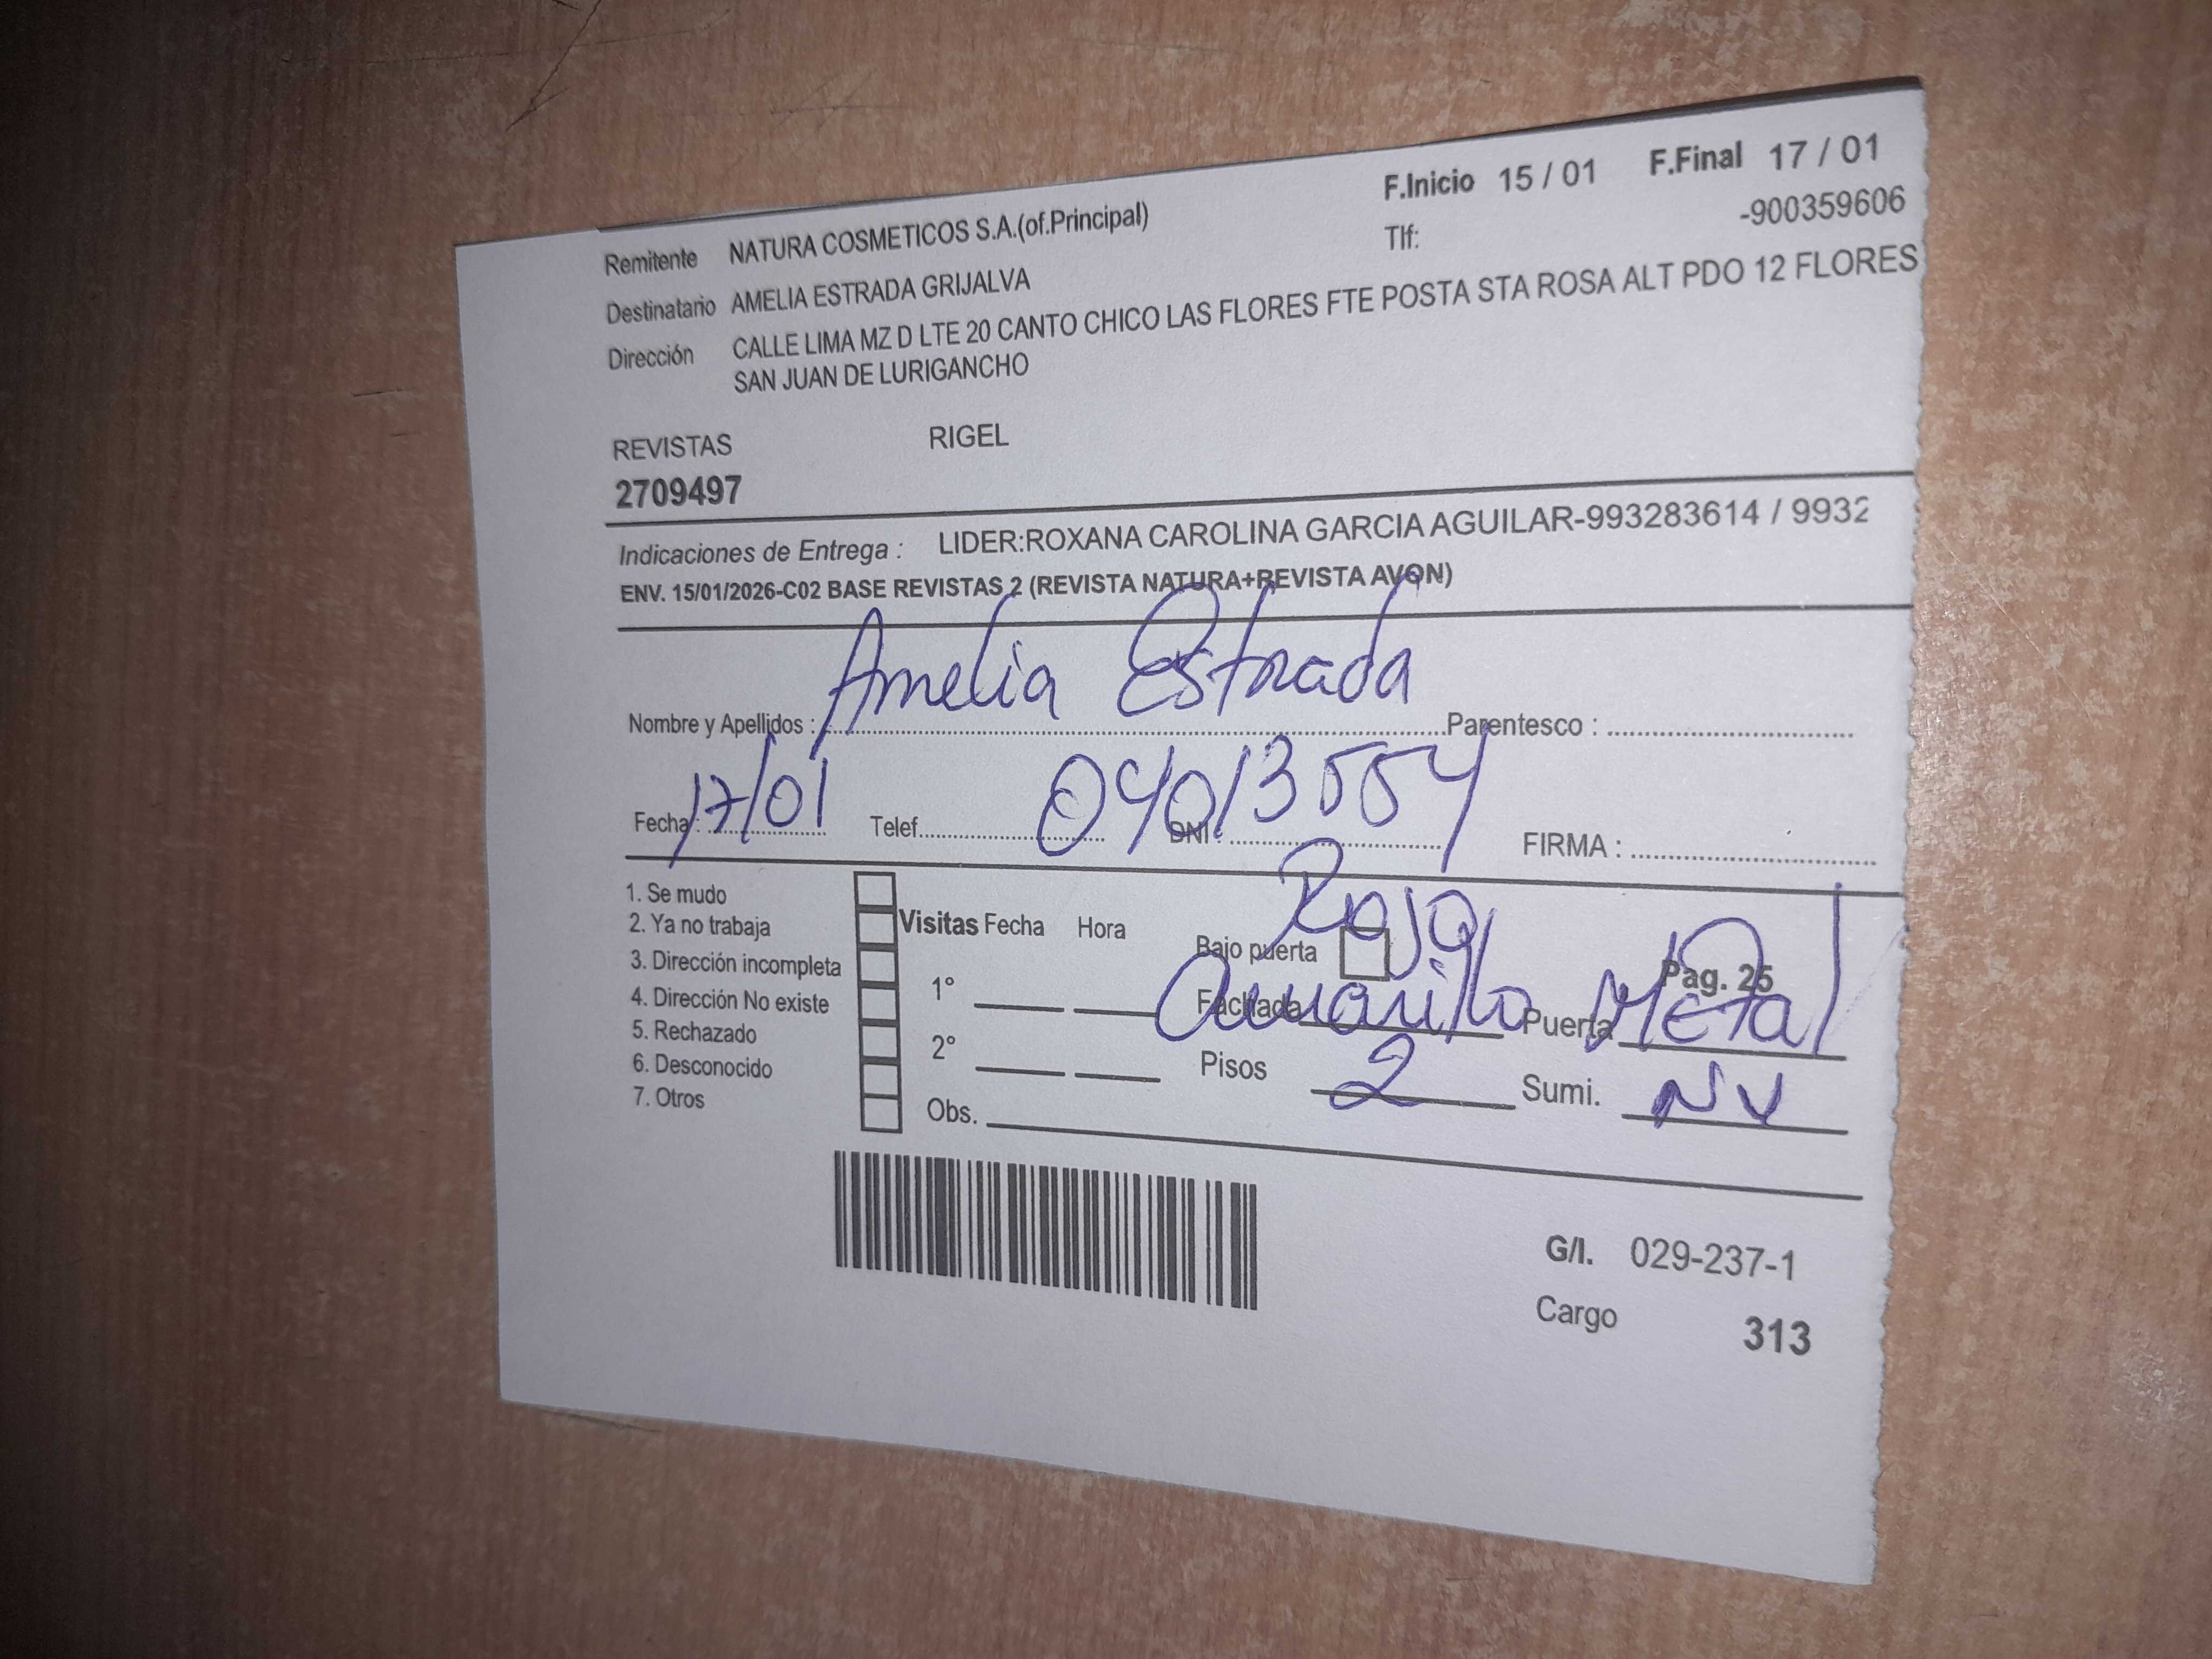 F.Inicio 15 / 01 F.Final 17 / 01
Remitente NATURA COSMETICOS S.A.(of.Principal) Tlf: -900359606
Destinatario AMELIA ESTRADA GRIJALVA
Dirección CALLE LIMA MZ D LTE 20 CANTO CHICO LAS FLORES FTE POSTA STA ROSA ALT PDO 12 FLORES
SAN JUAN DE LURIGANCHO
REVISTAS RIGEL
2709497
Indicaciones de Entrega : LIDER:ROXANA CAROLINA GARCIA AGUILAR-993283614 / 9932
ENV. 15/01/2026-C02 BASE REVISTAS 2 (REVISTA NATURA+REVISTA AVON)
Nombre y Apellidos : Amelia Estrada Parentesco :
Fecha : 17/01 Telef. DNI : 04013554 FIRMA :
1. Se mudo
2. Ya no trabaja Visitas Fecha Hora Rojo
3. Dirección incompleta Bajo puerta Pag. 25
4. Dirección No existe 1° Fachada Amarillo Puerta Metal
5. Rechazado
6. Desconocido 2° Pisos 2 Sumi. NV
7. Otros Obs.
G/I. 029-237-1
Cargo 313